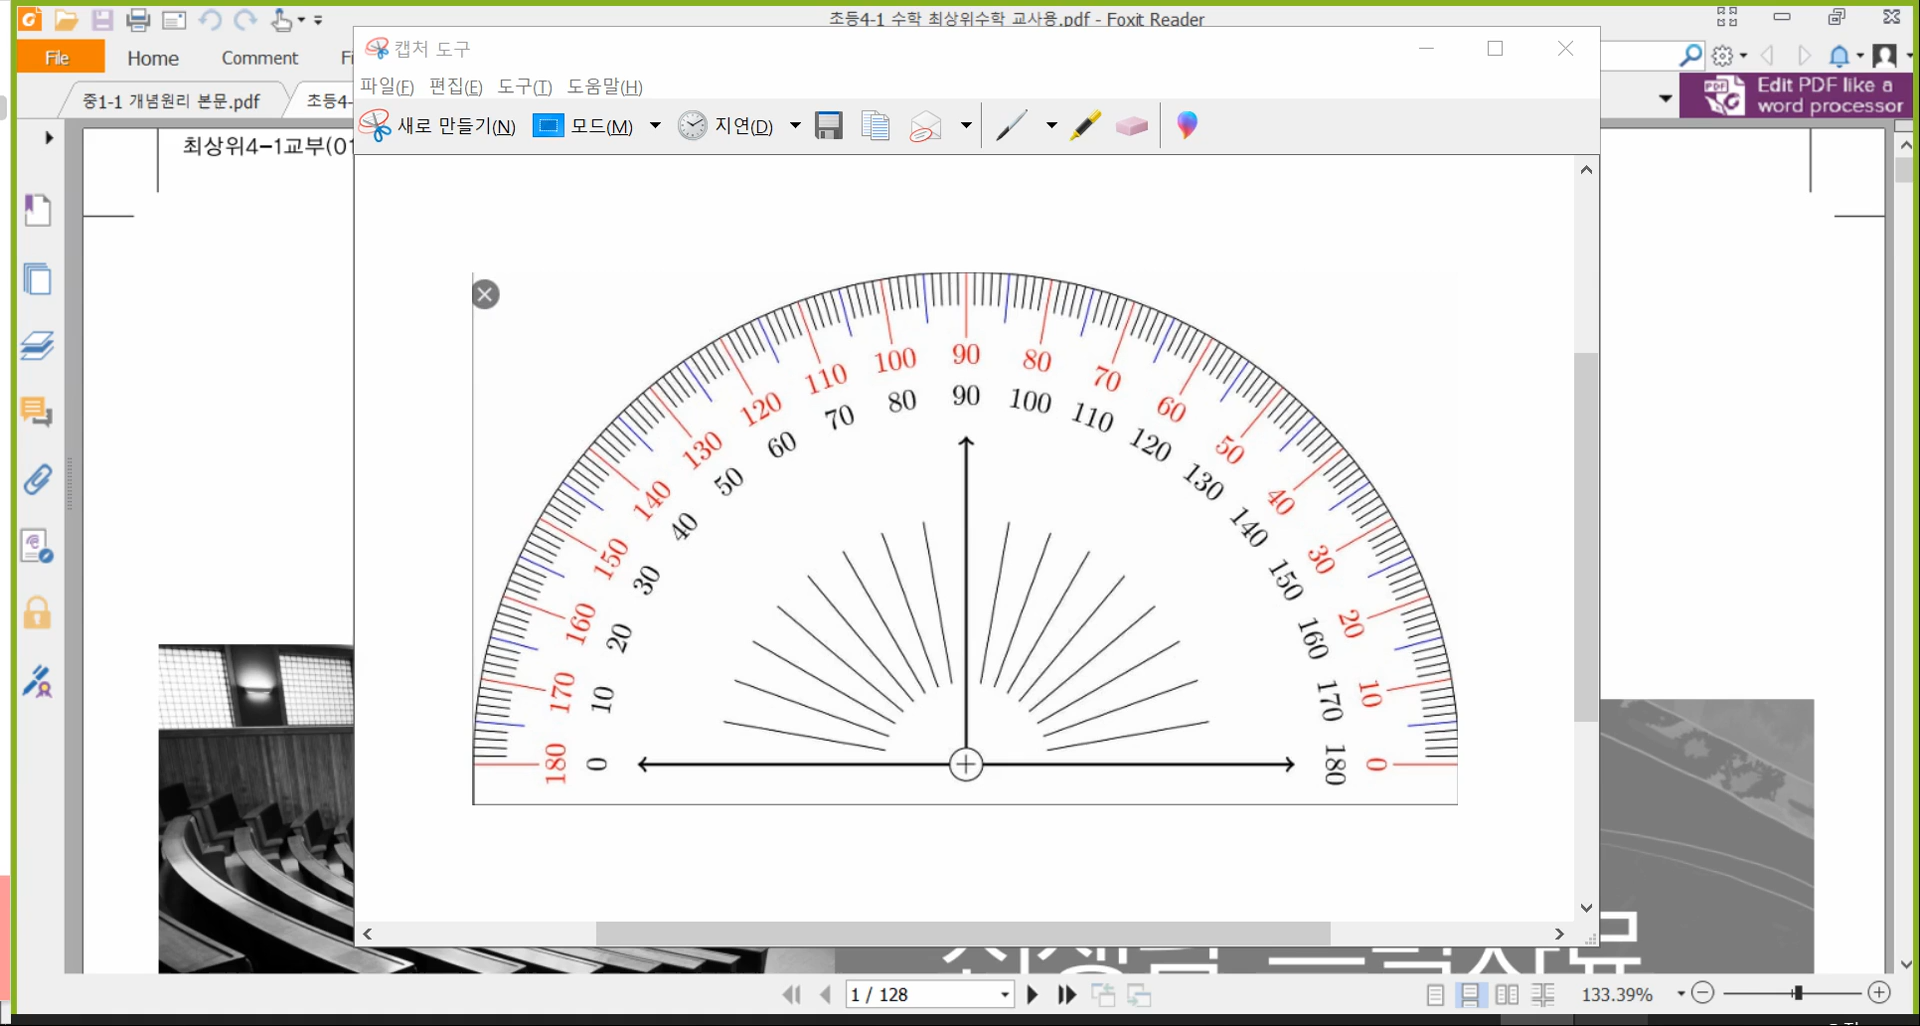 초등4-1 수학 최상위수학 교사용.pdf - Foxit Reader
File Home Comment
중1-1 개념원리 본문.pdf 초등4-
Edit PDF like a
word processor
최상위4-1교부(01
캡처 도구
파일(F) 편집(E) 도구(T) 도움말(H)
새로 만들기(N) 모드(M) 지연(D)
180 170 160 150 140 130 120 110 100 90 80 70 60 50 40 30 20 10 0
0 10 20 30 40 50 60 70 80 90 100 110 120 130 140 150 160 170 180
1 / 128
133.39%